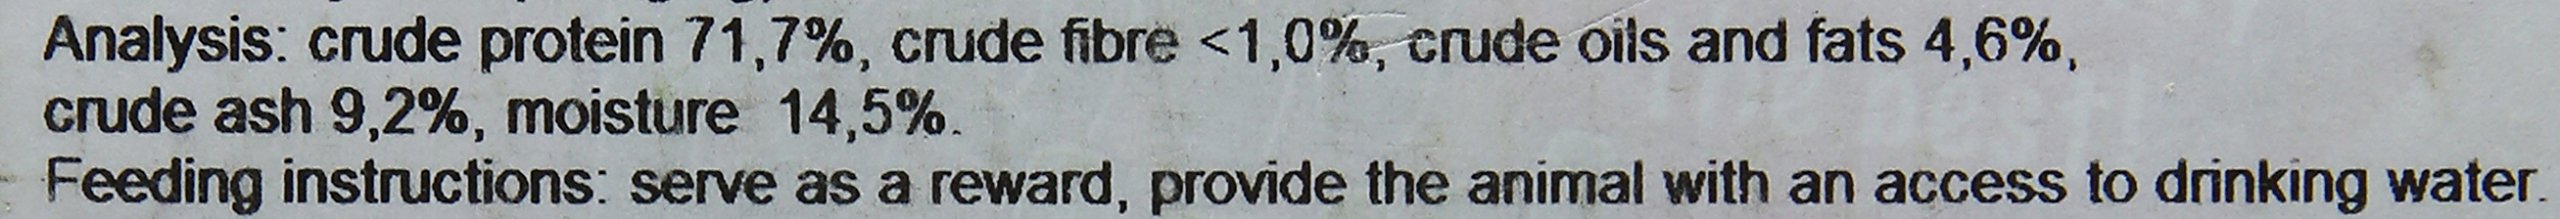 Analysis: crude protein 71,7%, crude fibre <1,0%, crude oils and fats 4,6%,
crude ash 9,2%, moisture 14,5%.
Feeding instructions: serve as a reward, provide the animal with an access to drinking water.